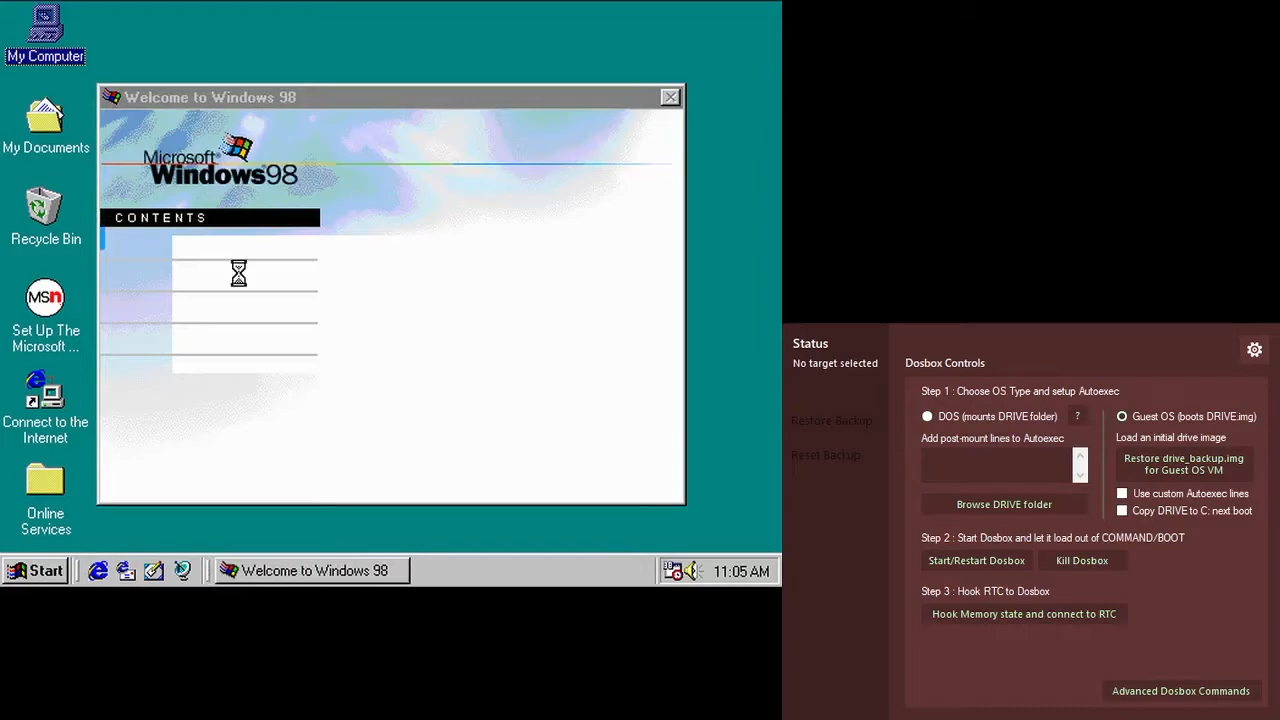 My Computer
My Documents
Recycle Bin
MSn
Set Up The
Microsoft ...
Connect to the
Internet
Online
Services
Welcome to Windows 98
Microsoft®
Windows98
CONTENTS
Start
Welcome to Windows 98
11:05 AM
Status
No target selected
Restore Backup
Reset Backup
Dosbox Controls
Step 1 : Choose OS Type and setup Autoexec
DOS (mounts DRIVE folder)
?
Add post-mount lines to Autoexec
Browse DRIVE folder
Guest OS (boots DRIVE.img)
Load an initial drive image
Restore drive_backup.img
for Guest OS VM
Use custom Autoexec lines
Copy DRIVE to C: next boot
Step 2 : Start Dosbox and let it load out of COMMAND/BOOT
Start/Restart Dosbox
Kill Dosbox
Step 3 : Hook RTC to Dosbox
Hook Memory state and connect to RTC
Advanced Dosbox Commands